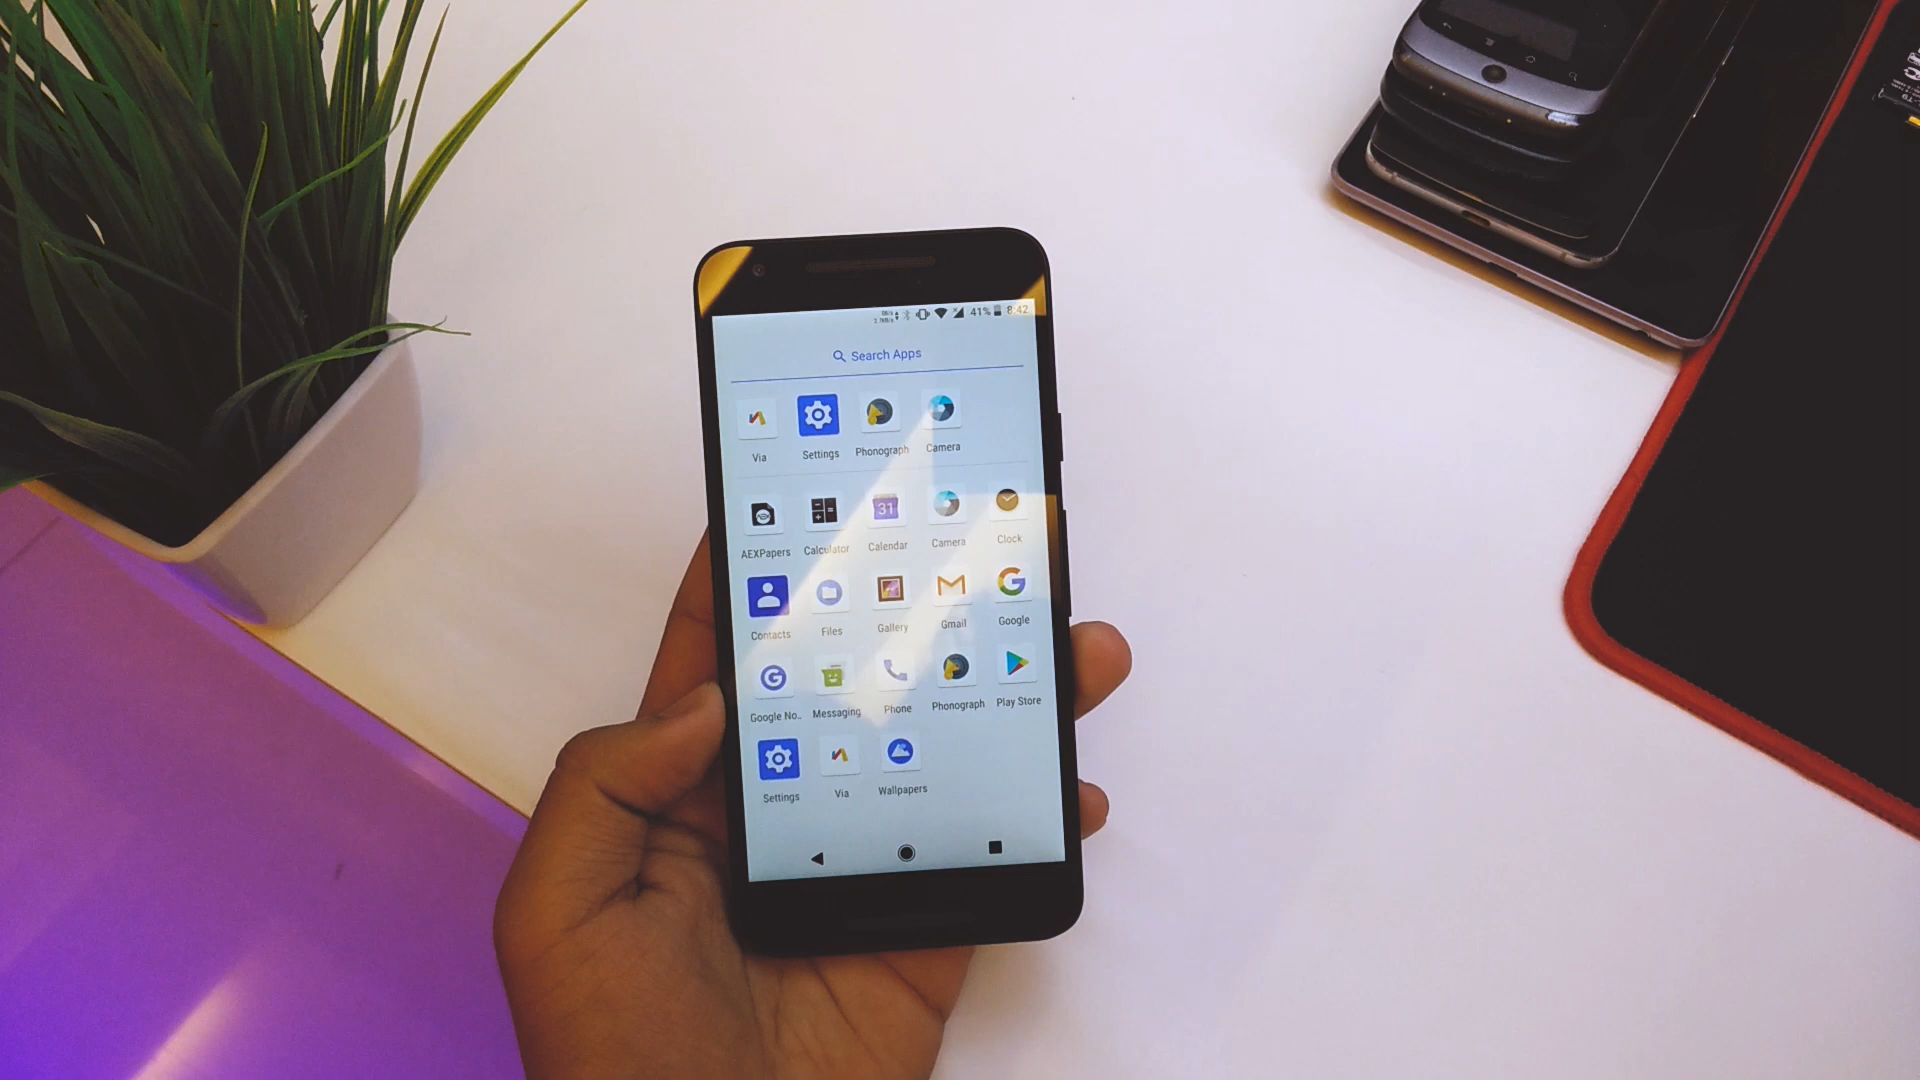 41% 8:42
Search Apps
Via Settings Phonograph Camera
31
AEXPapers Calculator Calendar Camera Clock
Contacts Files Gallery Gmail Google
Google No.. Messaging Phone Phonograph Play Store
Settings Via Wallpapers